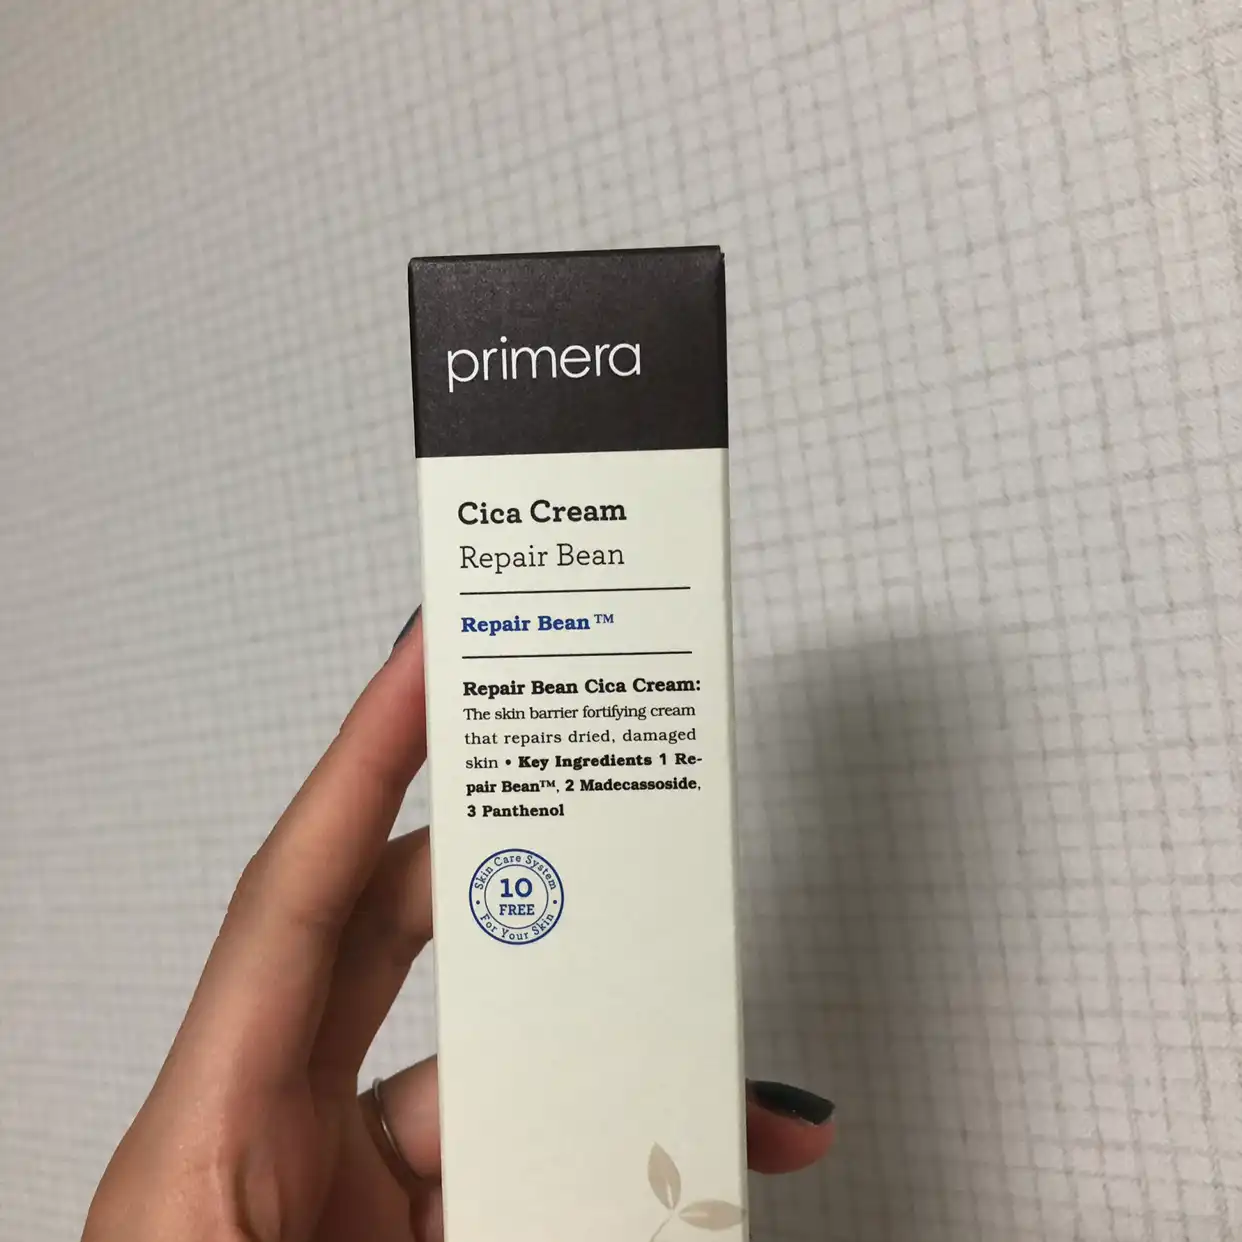 primera
Cica Cream
Repair Bean
Repair Bean™
Repair Bean Cica Cream:
The skin barrier fortifying cream
that repairs dried, damaged
skin • Key Ingredients 1 Re-
pair Bean™, 2 Madecassoside,
3 Panthenol
Skin Care System
10
FREE
For Your Skin